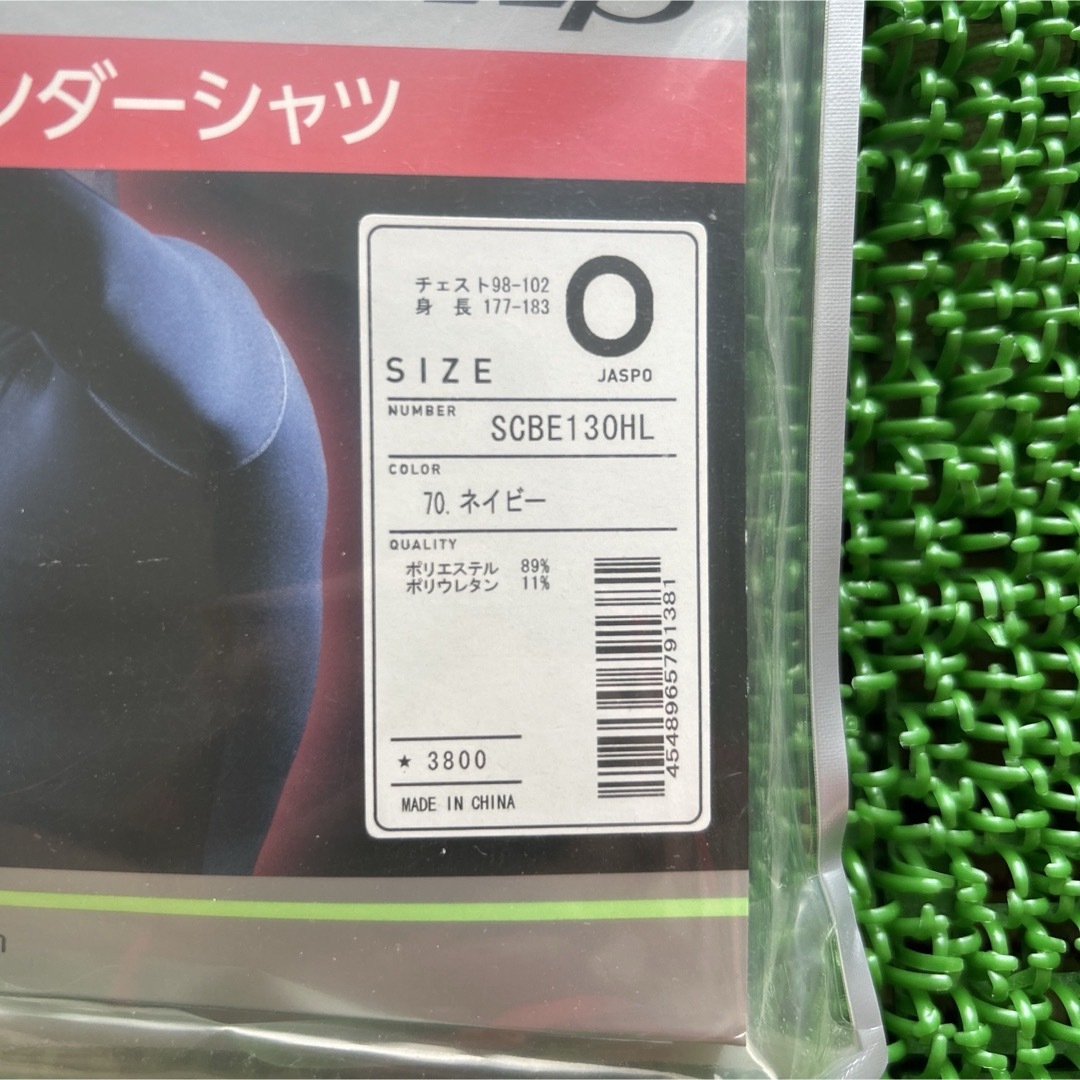 ンダーシャツ
チェスト98-102
身 長 177-183
O
SIZE
JASPO
NUMBER
SCBE130HL
COLOR
70. ネイビー
QUALITY
ポリエステル 89%
ポリウレタン 11%
4548965791381
★ 3800
MADE IN CHINA